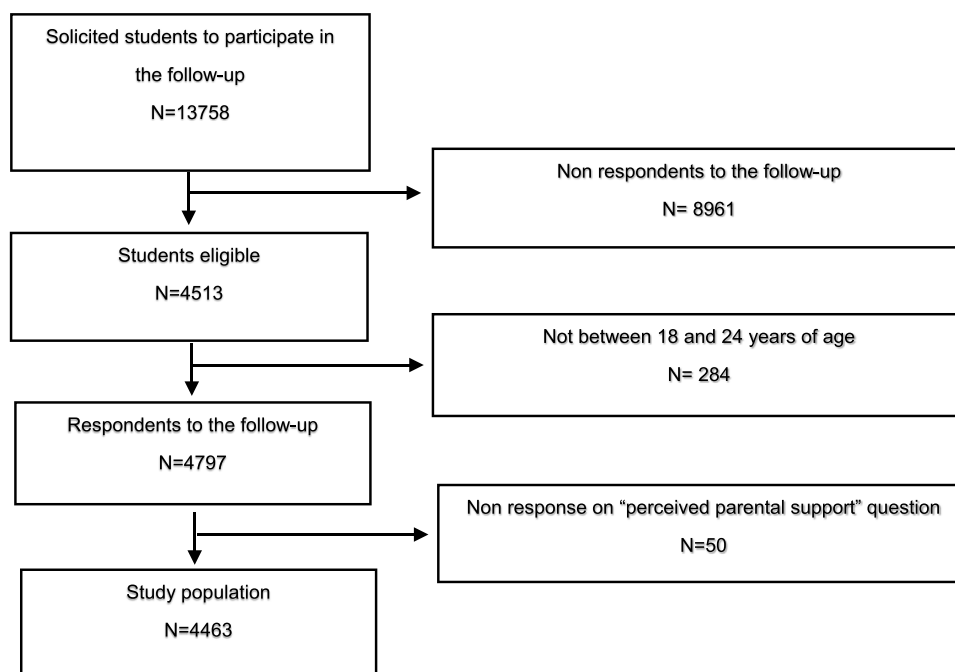 Solicited students to participate in
the follow-up
N=13758
Non respondents to the follow-up
N= 8961
Students eligible
N=4513
Not between 18 and 24 years of age
N= 284
Respondents to the follow-up
N=4797
Non response on “perceived parental support” question
N=50
Study population
N=4463